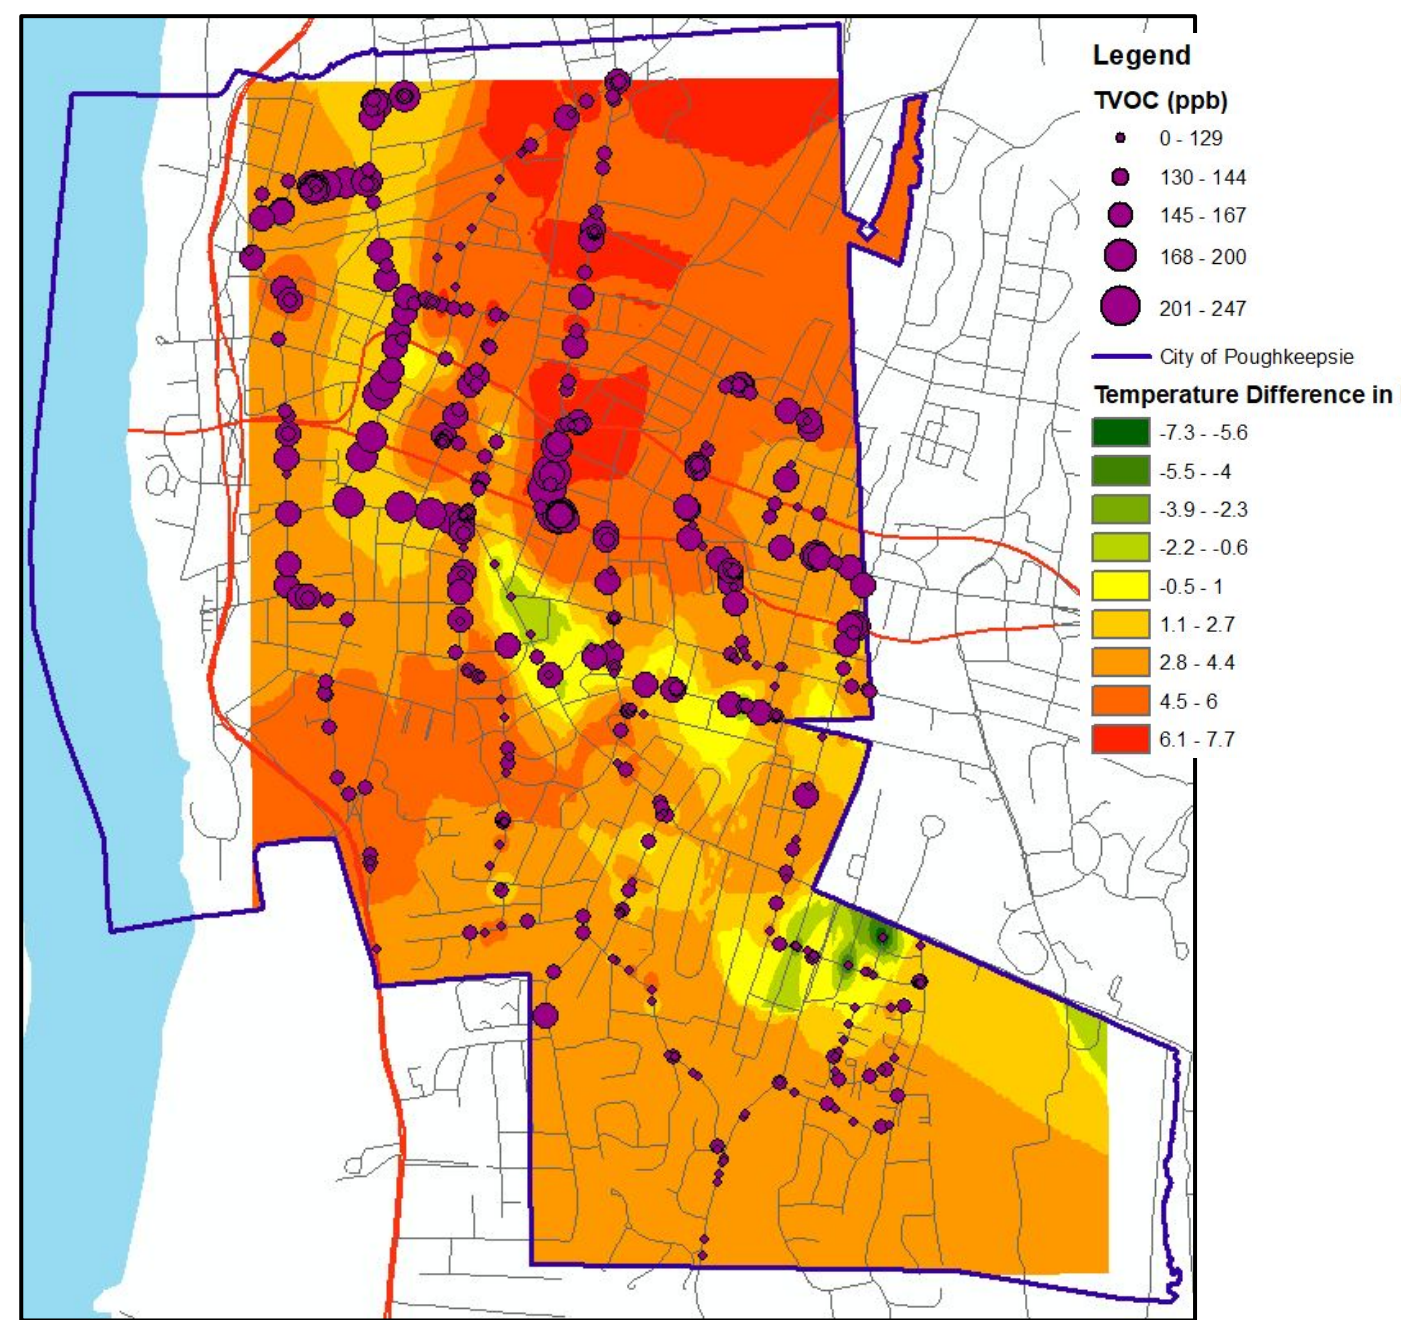 Legend
TVOC (ppb)
0 - 129
130 - 144
145 - 167
168 - 200
201 - 247
City of Poughkeepsie
Temperature Difference in
-7.3 - -5.6
-5.5 - -4
-3.9 - -2.3
-2.2 - -0.6
-0.5 - 1
1.1 - 2.7
2.8 - 4.4
4.5 - 6
6.1 - 7.7